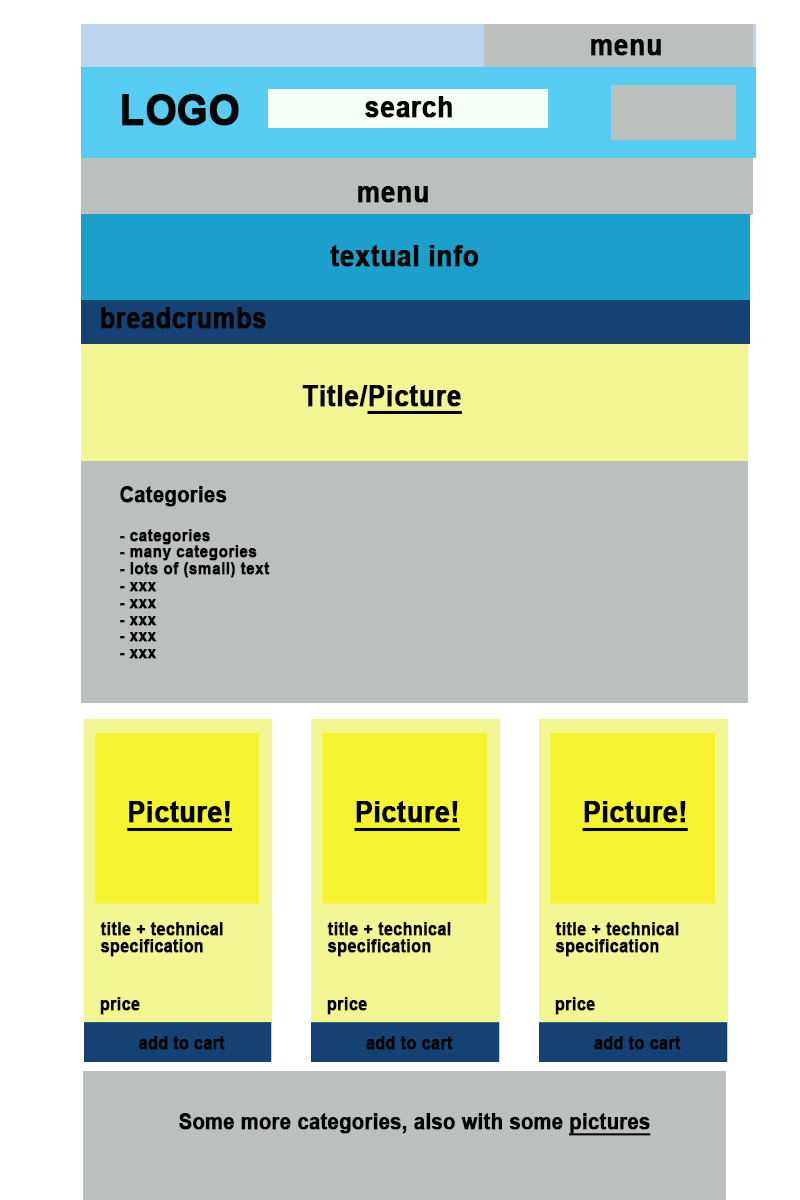 menu
LOGO
search
menu
textual info
breadcrumbs
Title/Picture
Categories
- categories
- many categories
- lots of (small) text
- xxx
- xxx
- xxx
- xxx
- xxx
Picture!
title + technical
specification
price
add to cart
Picture!
title + technical
specification
price
add to cart
Picture!
title + technical
specification
price
add to cart
Some more categories, also with some pictures